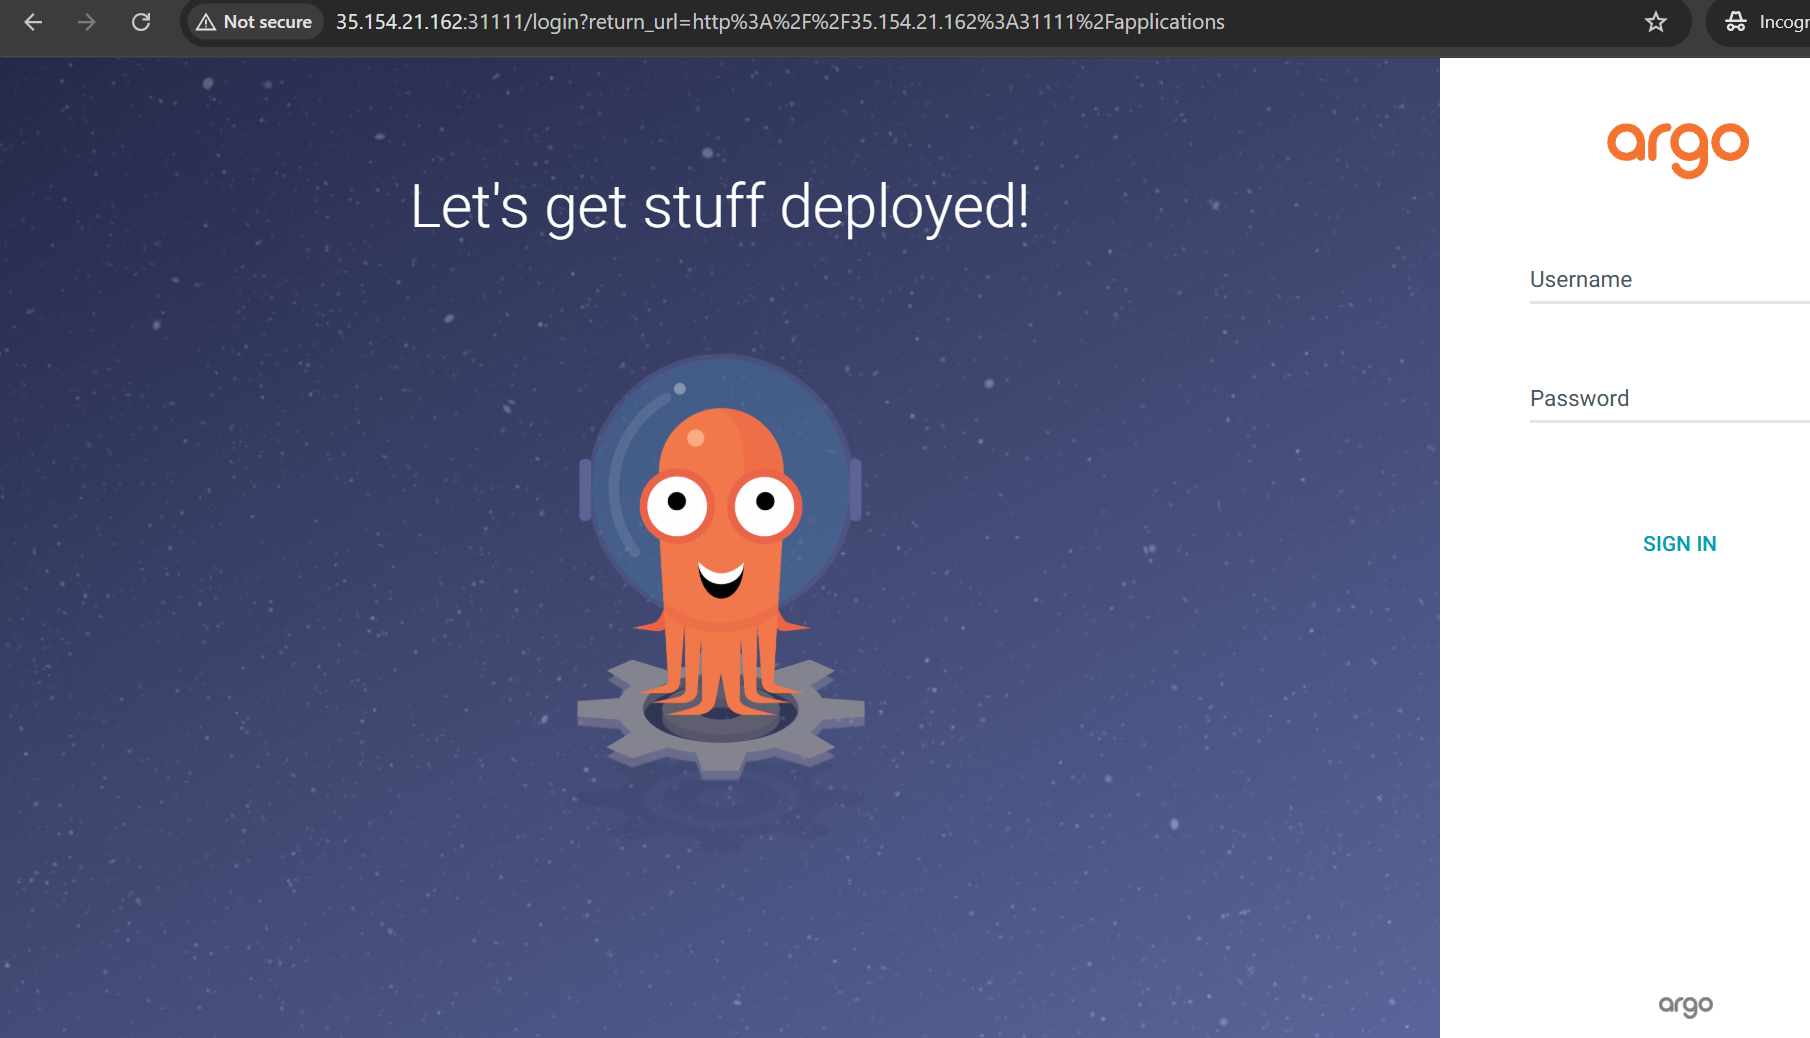 Not secure
35.154.21.162:31111/login?return_url=http%3A%2F%2F35.154.21.162%3A31111%2Fapplications
Incogn
Let's get stuff deployed!
argo
Username
Password
SIGN IN
argo